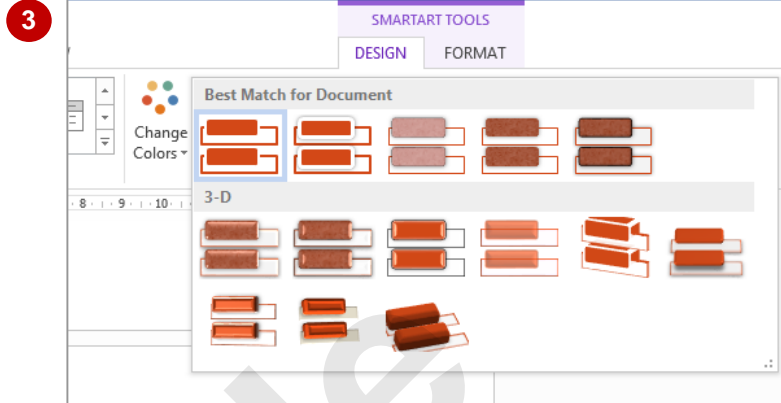 3
SMARTART TOOLS
DESIGN FORMAT
Best Match for Document
Change
Colors
3-D
8 9 10